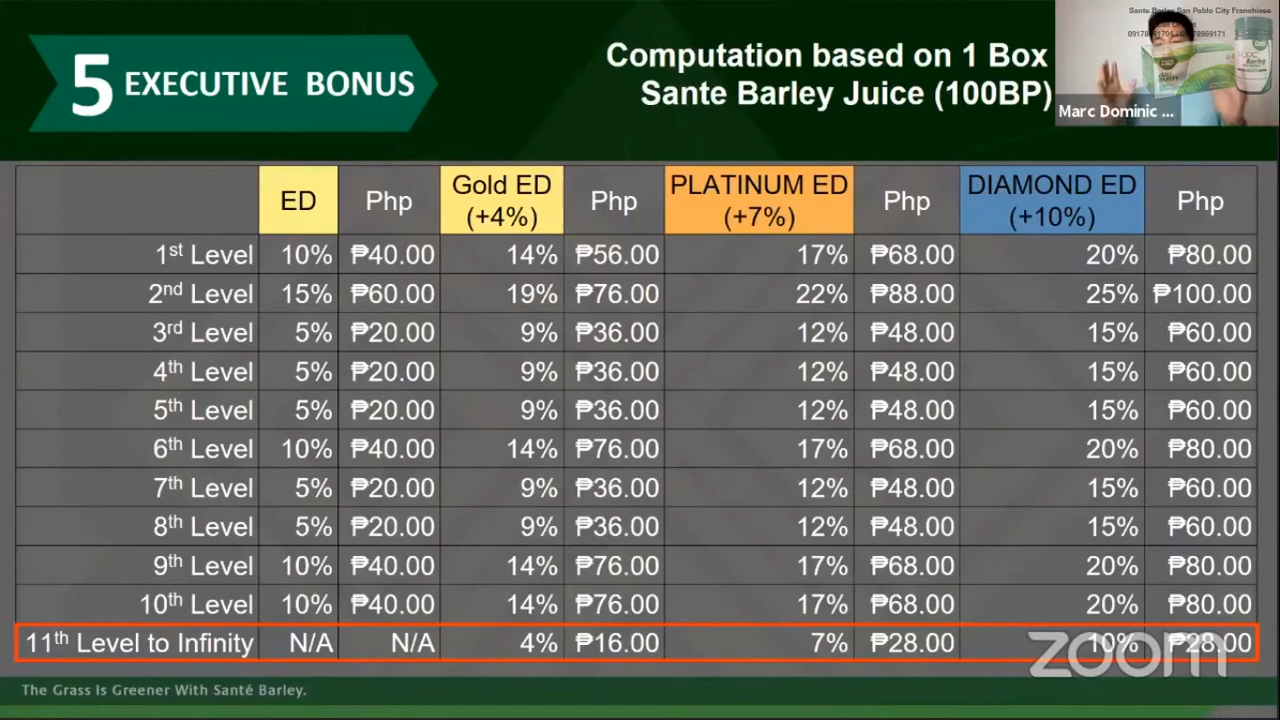 5 EXECUTIVE BONUS
Computation based on 1 Box
Sante Barley Juice (100BP)
Sante Barley San Pablo City Franchisee
Marc Dominic ...
ED Php Gold ED (+4%) Php PLATINUM ED (+7%) Php DIAMOND ED (+10%) Php
1st Level 10% ₱40.00 14% ₱56.00 17% ₱68.00 20% ₱80.00
2nd Level 15% ₱60.00 19% ₱76.00 22% ₱88.00 25% ₱100.00
3rd Level 5% ₱20.00 9% ₱36.00 12% ₱48.00 15% ₱60.00
4th Level 5% ₱20.00 9% ₱36.00 12% ₱48.00 15% ₱60.00
5th Level 5% ₱20.00 9% ₱36.00 12% ₱48.00 15% ₱60.00
6th Level 10% ₱40.00 14% ₱76.00 17% ₱68.00 20% ₱80.00
7th Level 5% ₱20.00 9% ₱36.00 12% ₱48.00 15% ₱60.00
8th Level 5% ₱20.00 9% ₱36.00 12% ₱48.00 15% ₱60.00
9th Level 10% ₱40.00 14% ₱76.00 17% ₱68.00 20% ₱80.00
10th Level 10% ₱40.00 14% ₱76.00 17% ₱68.00 20% ₱80.00
11th Level to Infinity N/A N/A 4% ₱16.00 7% ₱28.00 10% ₱28.00
zoom
The Grass Is Greener With Santé Barley.